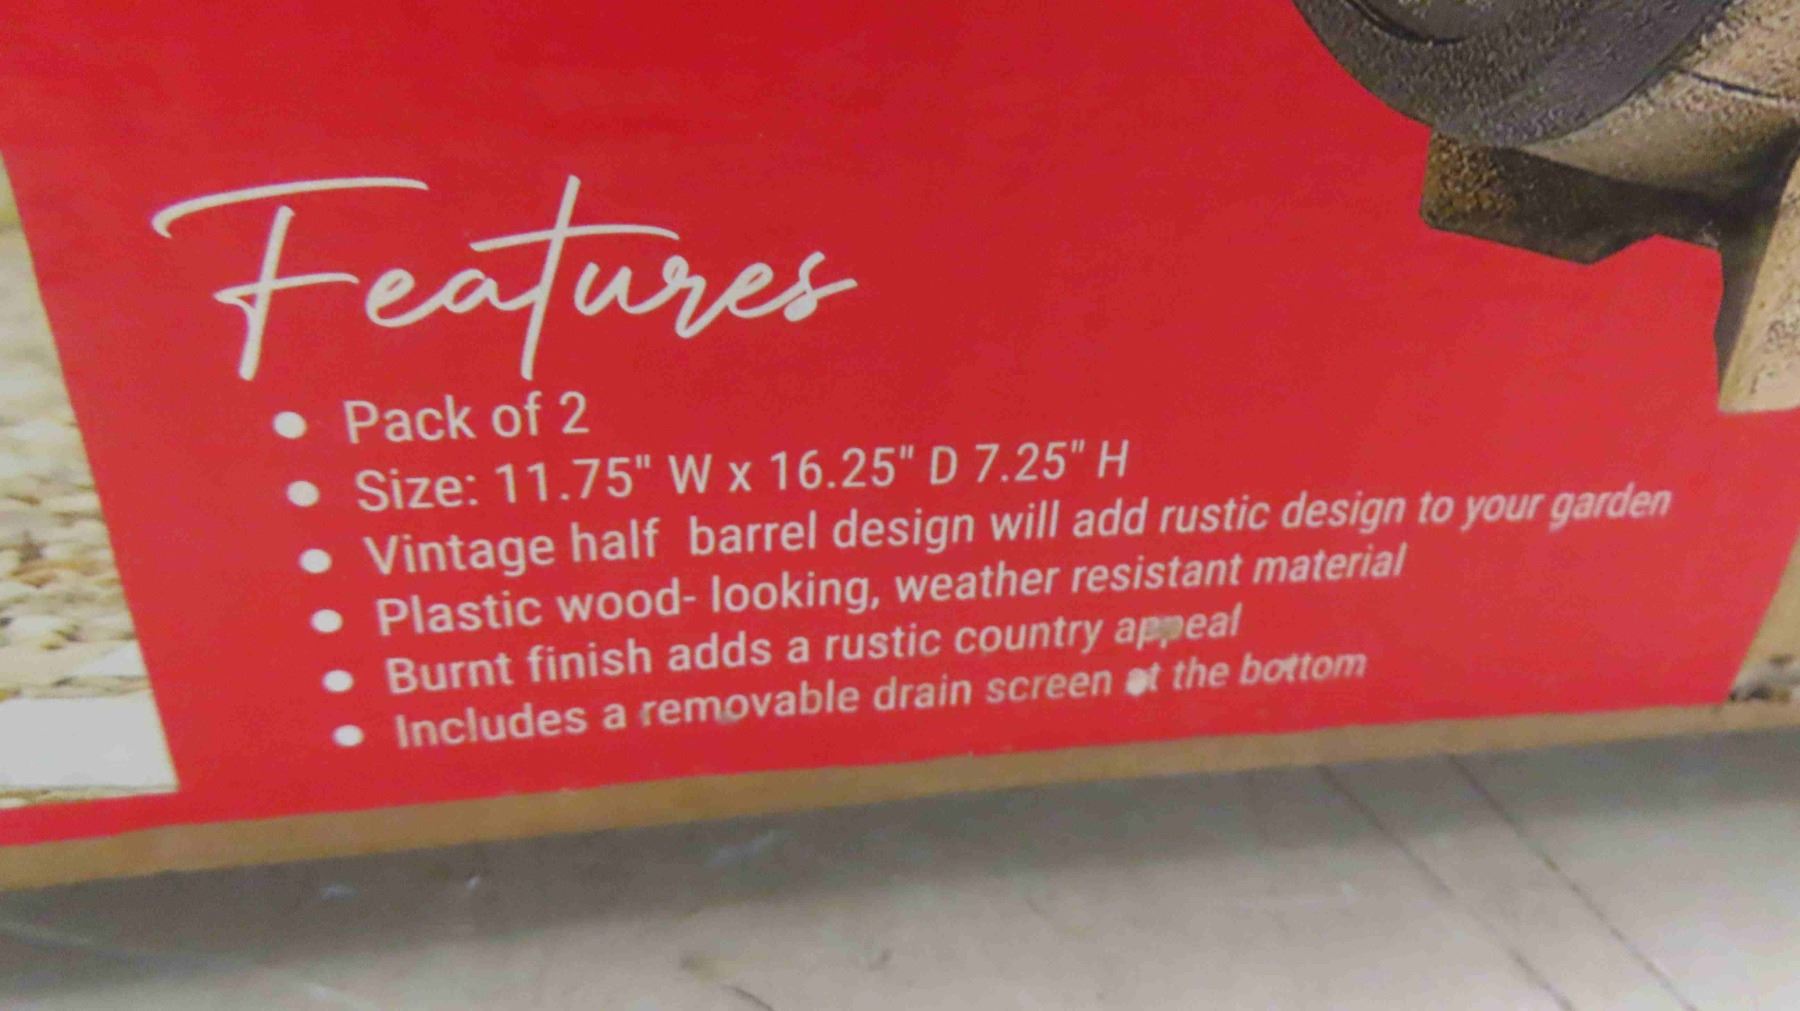 Features
• Pack of 2
• Size: 11.75" W x 16.25" D 7.25" H
• Vintage half barrel design will add rustic design to your garden
• Plastic wood- looking, weather resistant material
• Burnt finish adds a rustic country appeal
• Includes a removable drain screen at the bottom